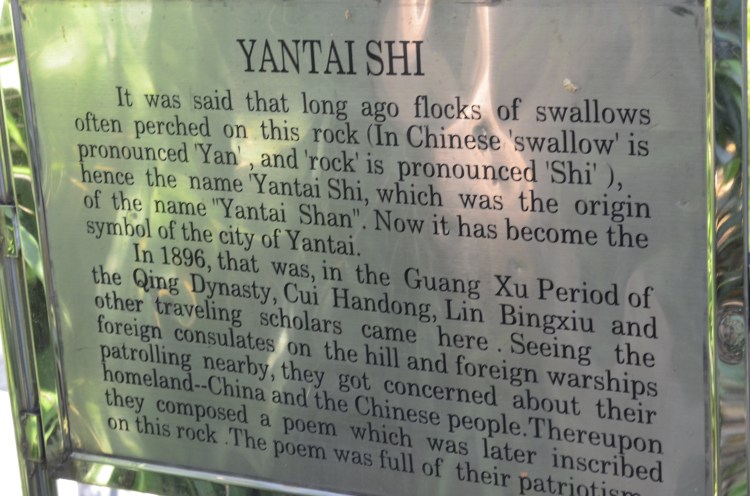 YANTAI SHI
It was said that long ago flocks of swallows
often perched on this rock (In Chinese 'swallow' is
pronounced 'Yan' , and 'rock' is pronounced 'Shi' ),
hence the name 'Yantai Shi, which was the origin
of the name "Yantai Shan". Now it has become the
symbol of the city of Yantai.
In 1896, that was, in the Guang Xu Period of
the Qing Dynasty, Cui Handong, Lin Bingxiu and
other traveling scholars came here . Seeing the
foreign consulates on the hill and foreign warships
patrolling nearby, they got concerned about their
homeland--China and the Chinese people.Thereupon
they composed a poem which was later inscribed
on this rock .The poem was full of their patriotism